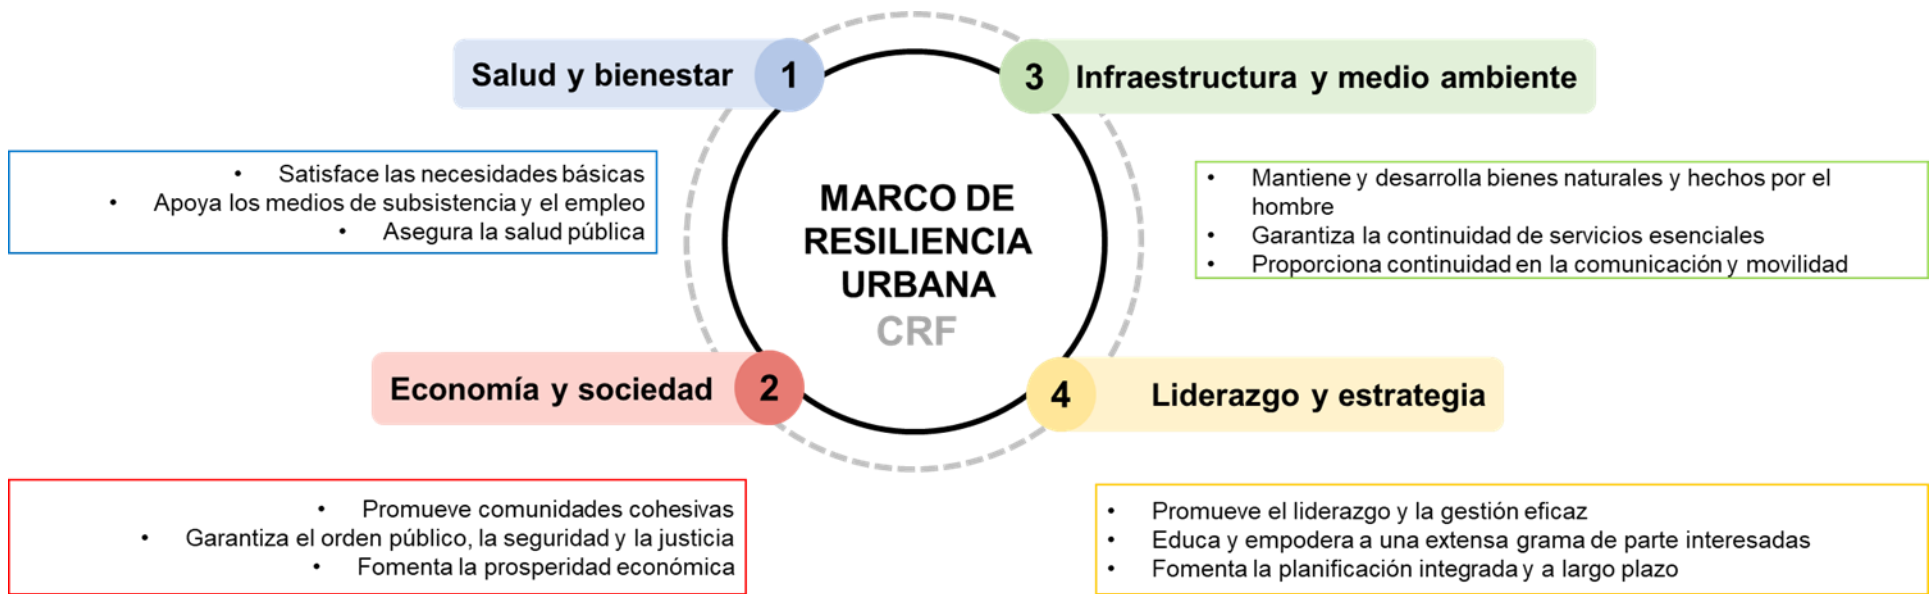 Salud y bienestar
1
• Satisface las necesidades básicas
• Apoya los medios de subsistencia y el empleo
• Asegura la salud pública
Economía y sociedad
2
• Promueve comunidades cohesivas
• Garantiza el orden público, la seguridad y la justicia
• Fomenta la prosperidad económica
MARCO DE
RESILIENCIA
URBANA
CRF
3
Infraestructura y medio ambiente
• Mantiene y desarrolla bienes naturales y hechos por el
hombre
• Garantiza la continuidad de servicios esenciales
• Proporciona continuidad en la comunicación y movilidad
4
Liderazgo y estrategia
• Promueve el liderazgo y la gestión eficaz
• Educa y empodera a una extensa grama de parte interesadas
• Fomenta la planificación integrada y a largo plazo